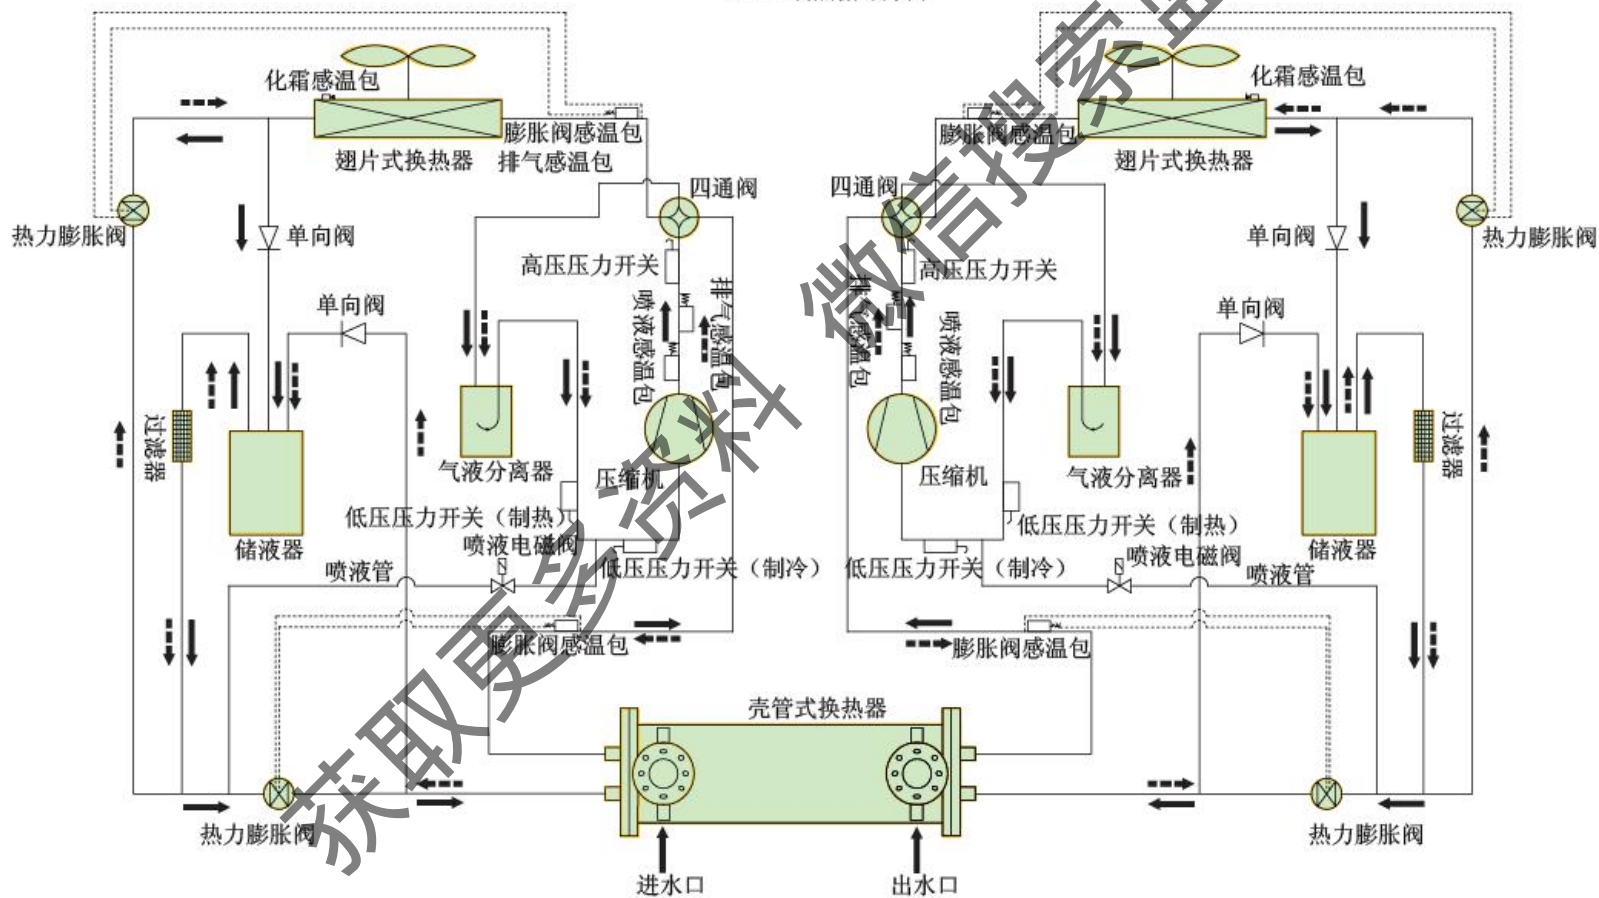 化霜感温包
化霜感温包
膨胀阀感温包
排气感温包
翅片式换热器
膨胀阀感温包
翅片式换热器
四通阀
四通阀
热力膨胀阀
单向阀
单向阀
热力膨胀阀
高压压力开关
高压压力开关
单向阀
单向阀
喷液感温包
排气感温包
排气感温包
喷液感温包
过滤器
过滤器
气液分离器
压缩机
压缩机
气液分离器
低压压力开关（制热）
低压压力开关（制热）
储液器
喷液电磁阀
喷液电磁阀
储液器
喷液管
低压压力开关（制冷）
低压压力开关（制冷）
喷液管
膨胀阀感温包
膨胀阀感温包
壳管式换热器
热力膨胀阀
热力膨胀阀
进水口
出水口
微信搜索
获取更多资料